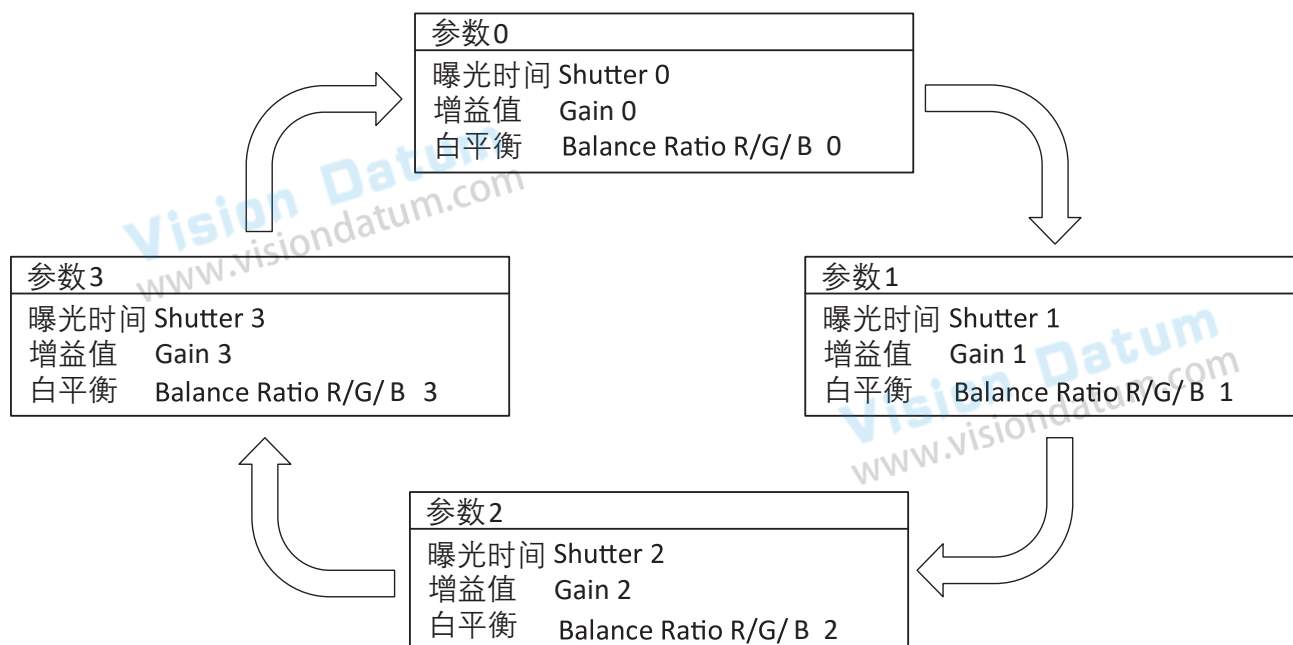 参数0
曝光时间 Shutter 0
增益值 Gain 0
白平衡 Balance Ratio R/G/ B 0
Vision Datum
www.visiondatum.com
参数3
曝光时间 Shutter 3
增益值 Gain 3
白平衡 Balance Ratio R/G/ B 3
参数1
曝光时间 Shutter 1
增益值 Gain 1
白平衡 Balance Ratio R/G/ B 1
Vision Datum
www.visiondatum.com
参数2
曝光时间 Shutter 2
增益值 Gain 2
白平衡 Balance Ratio R/G/ B 2